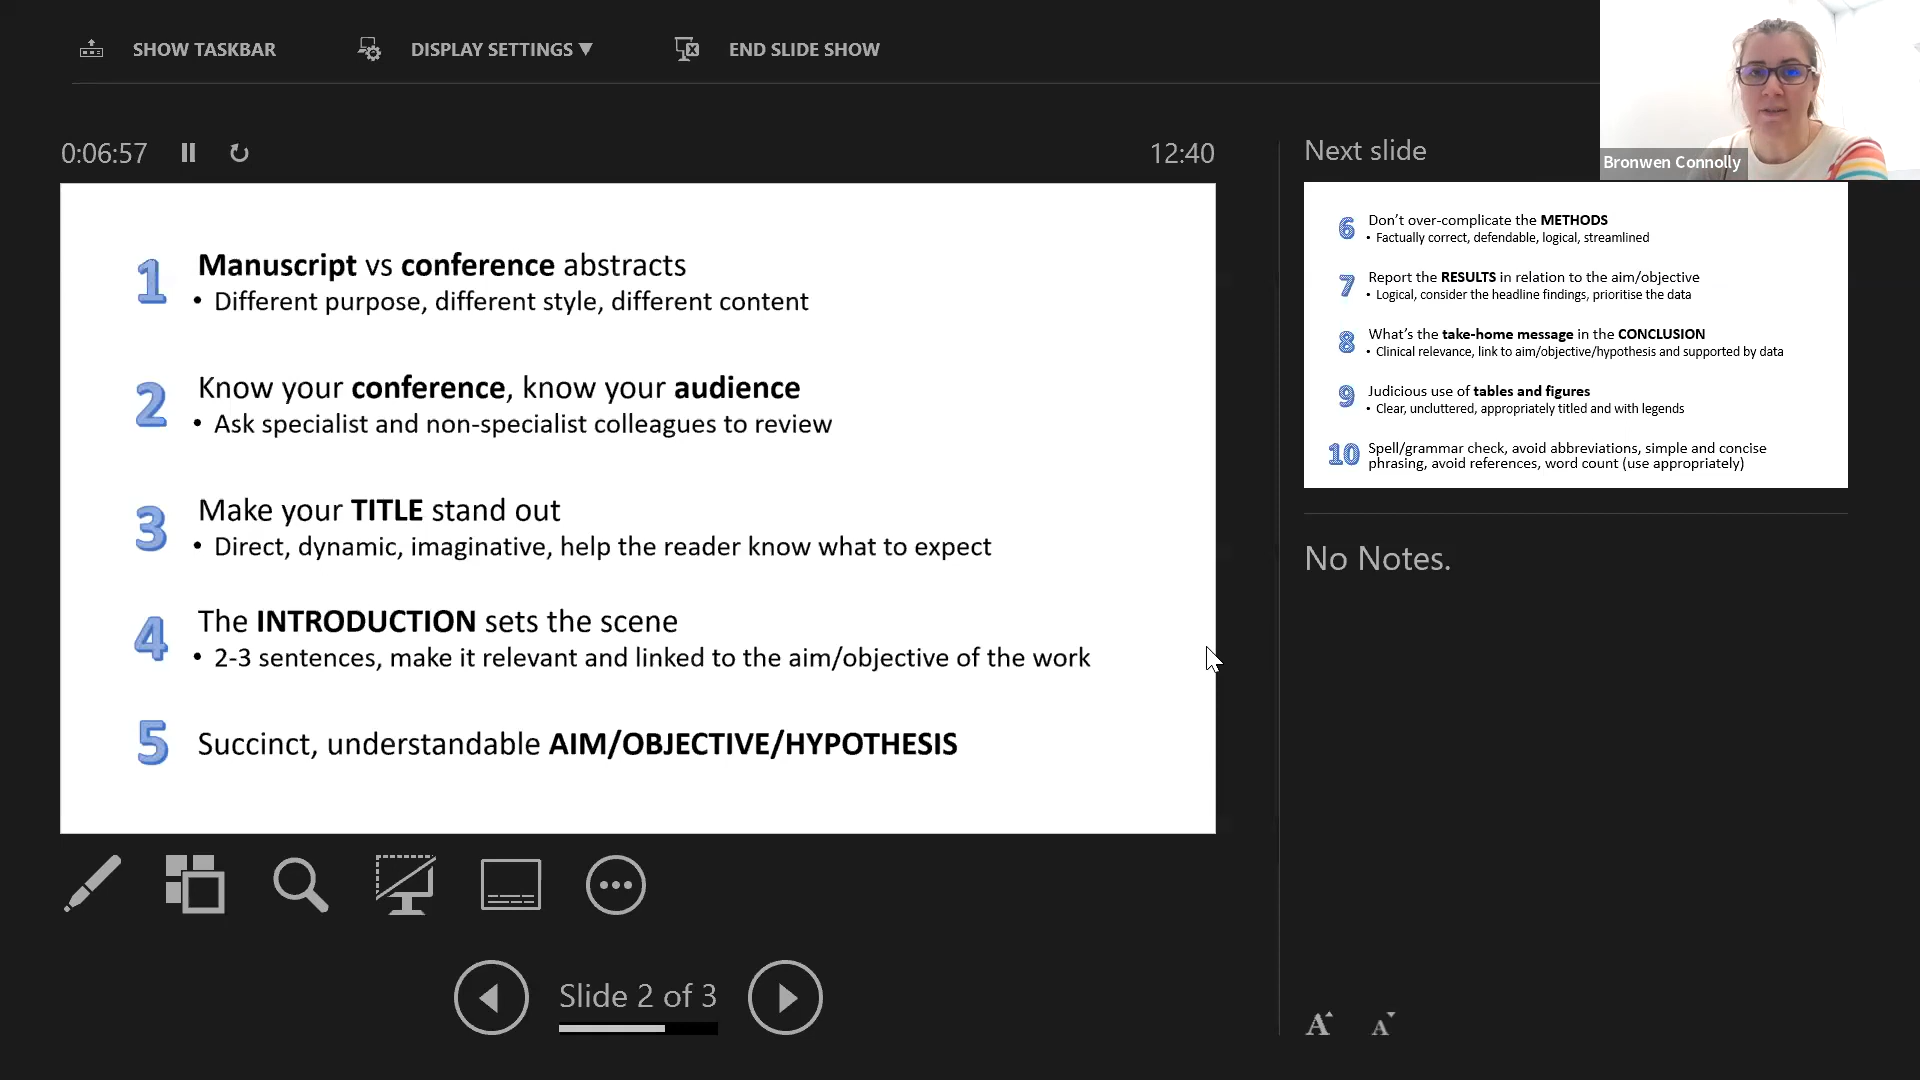 SHOW TASKBAR
DISPLAY SETTINGS ▼
END SLIDE SHOW
Bronwen Connolly
0:06:57
12:40
1
Manuscript vs conference abstracts
• Different purpose, different style, different content
2
Know your conference, know your audience
• Ask specialist and non-specialist colleagues to review
3
Make your TITLE stand out
• Direct, dynamic, imaginative, help the reader know what to expect
4
The INTRODUCTION sets the scene
• 2-3 sentences, make it relevant and linked to the aim/objective of the work
5
Succinct, understandable AIM/OBJECTIVE/HYPOTHESIS
Slide 2 of 3
Next slide
6
Don’t over-complicate the METHODS
• Factually correct, defendable, logical, streamlined
7
Report the RESULTS in relation to the aim/objective
• Logical, consider the headline findings, prioritise the data
8
What’s the take-home message in the CONCLUSION
• Clinical relevance, link to aim/objective/hypothesis and supported by data
9
Judicious use of tables and figures
• Clear, uncluttered, appropriately titled and with legends
10
Spell/grammar check, avoid abbreviations, simple and concise
phrasing, avoid references, word count (use appropriately)
No Notes.
A A